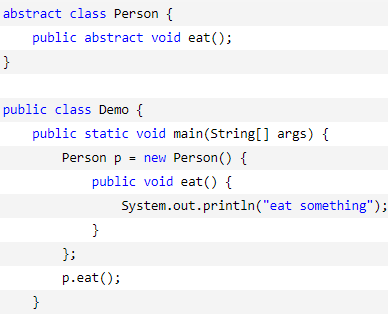 abstract class Person {
    public abstract void eat();
}

public class Demo {
    public static void main(String[] args) {
        Person p = new Person() {
            public void eat() {
                System.out.println("eat something");
            }
        };
        p.eat();
    }